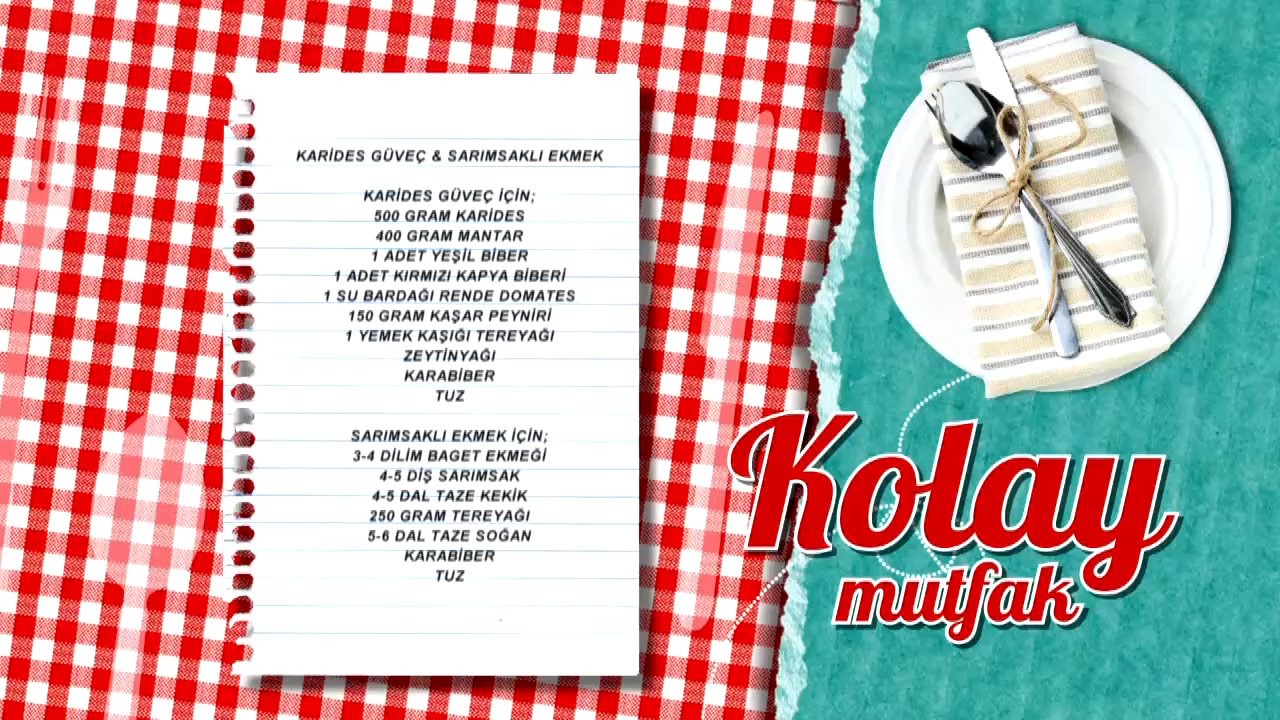 KARİDES GÜVEÇ & SARIMSAKLI EKMEK
KARİDES GÜVEÇ İÇİN;
500 GRAM KARİDES
400 GRAM MANTAR
1 ADET YEŞİL BİBER
1 ADET KIRMIZI KAPYA BİBERİ
1 SU BARDAĞI RENDE DOMATES
150 GRAM KAŞAR PEYNİRİ
1 YEMEK KAŞIĞI TEREYAĞI
ZEYTİNYAĞI
KARABİBER
TUZ
SARIMSAKLI EKMEK İÇİN;
3-4 DİLİM BAGET EKMEĞİ
4-5 DİŞ SARIMSAK
4-5 DAL TAZE KEKİK
250 GRAM TEREYAĞI
5-6 DAL TAZE SOĞAN
KARABİBER
TUZ
Kolay
mutfak